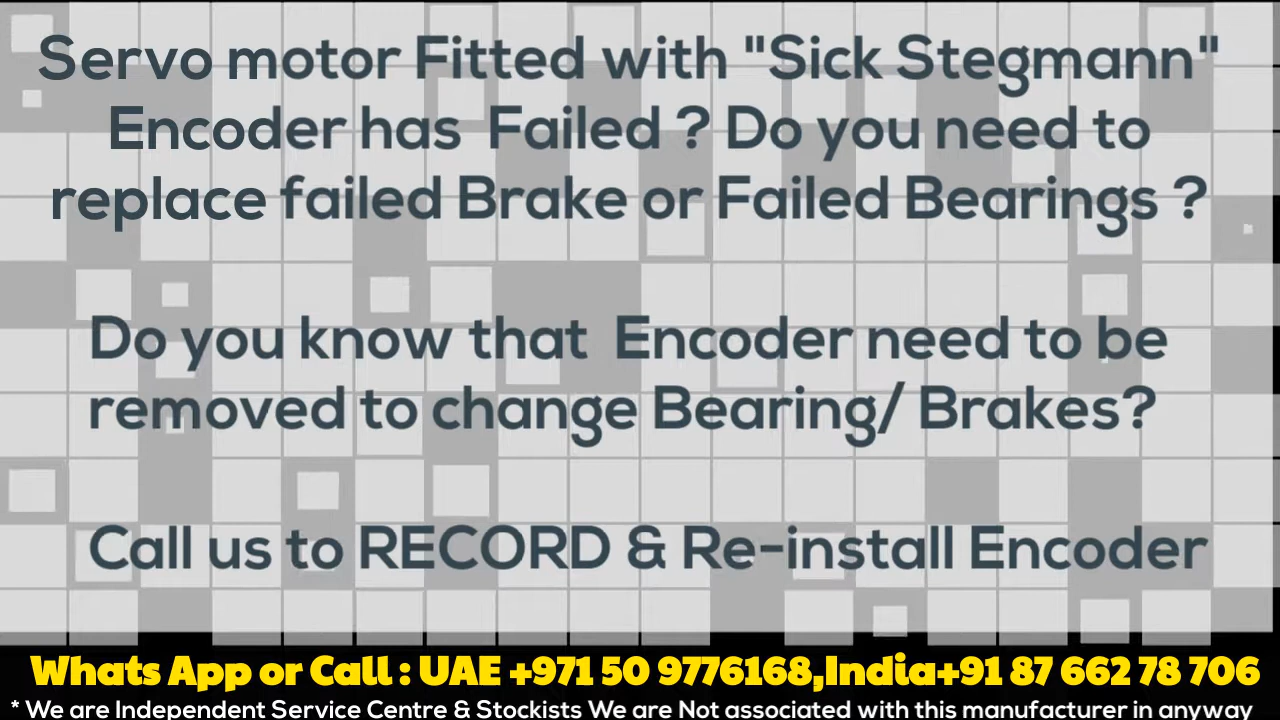 Servo motor Fitted with "Sick Stegmann"
Encoder has Failed ? Do you need to
replace failed Brake or Failed Bearings ?
Do you know that Encoder need to be
removed to change Bearing/ Brakes?
Call us to RECORD & Re-install Encoder
Whats App or Call : UAE +971 50 9776168,India+91 87 662 78 706
* We are Independent Service Centre & Stockists We are Not associated with this manufacturer in anyway